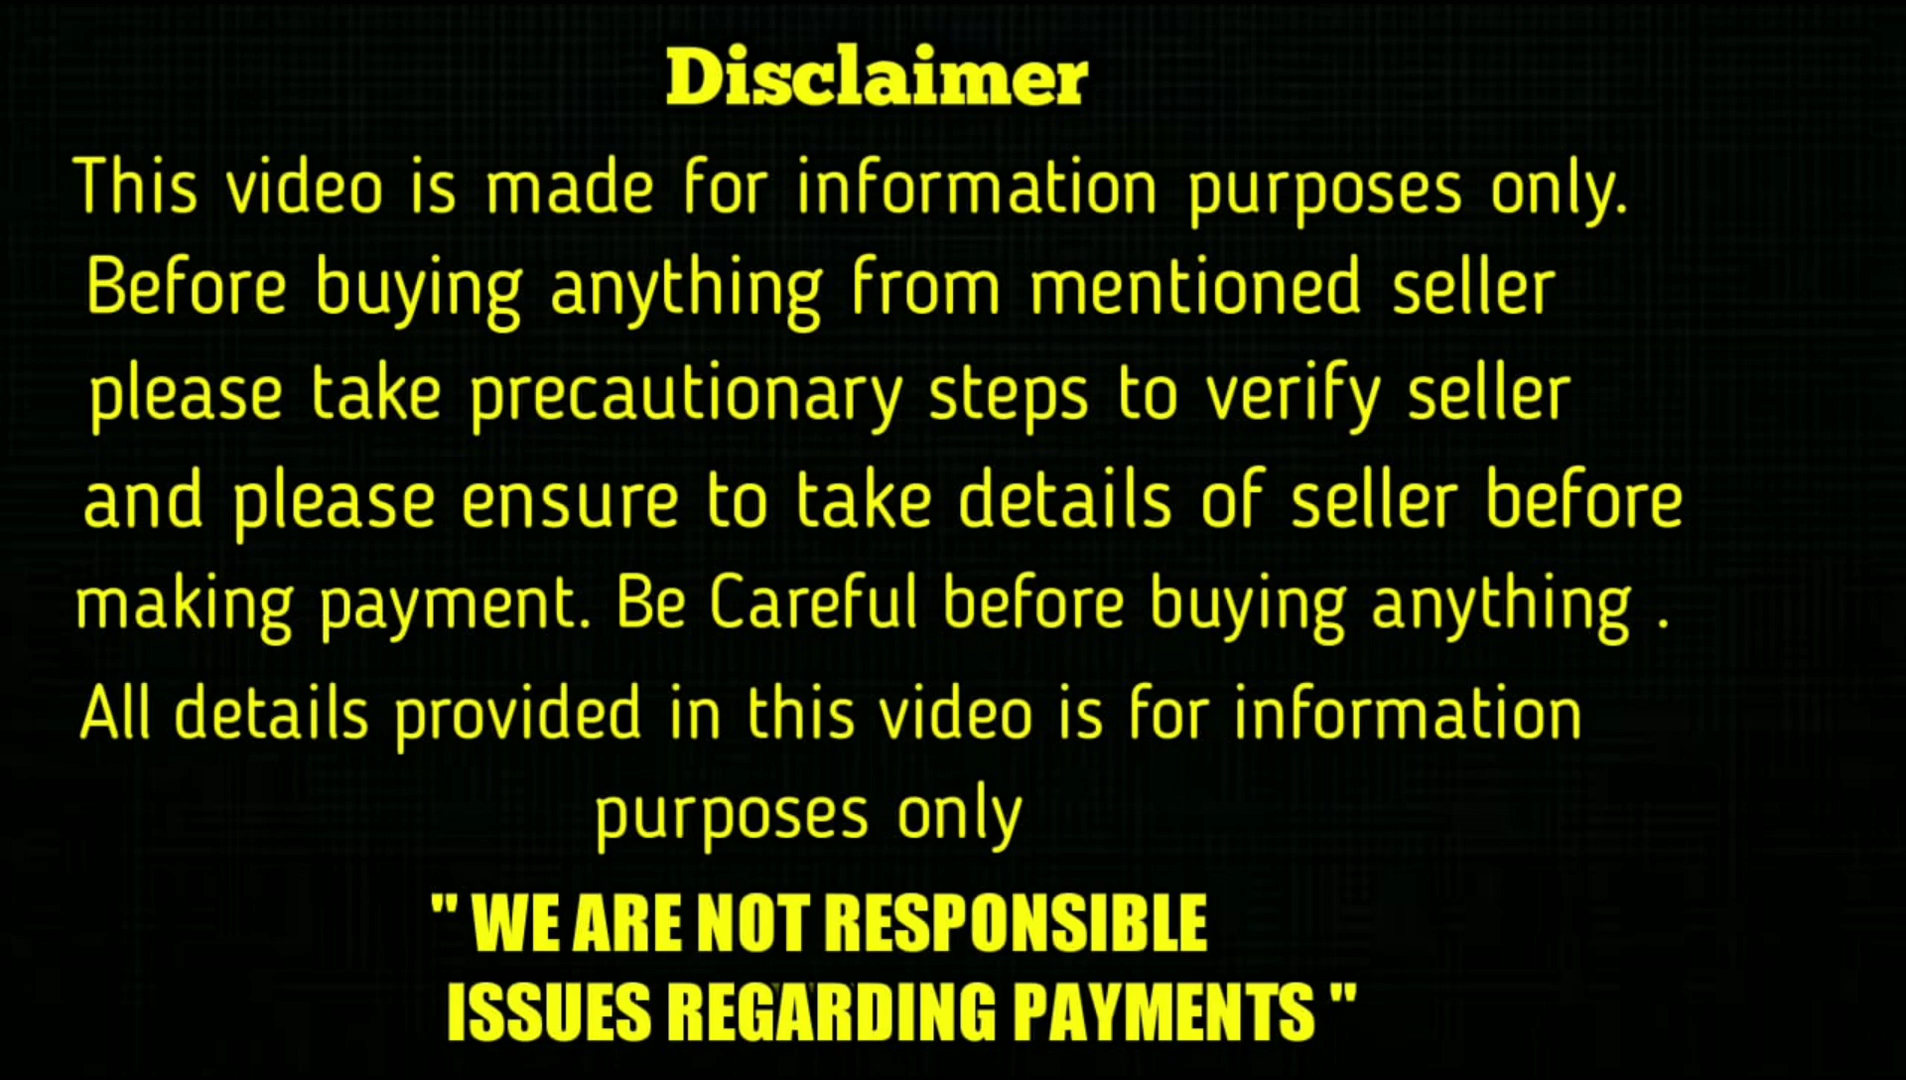 Disclaimer
This video is made for information purposes only.
Before buying anything from mentioned seller
please take precautionary steps to verify seller
and please ensure to take details of seller before
making payment. Be Careful before buying anything .
All details provided in this video is for information
purposes only
" WE ARE NOT RESPONSIBLE
ISSUES REGARDING PAYMENTS "